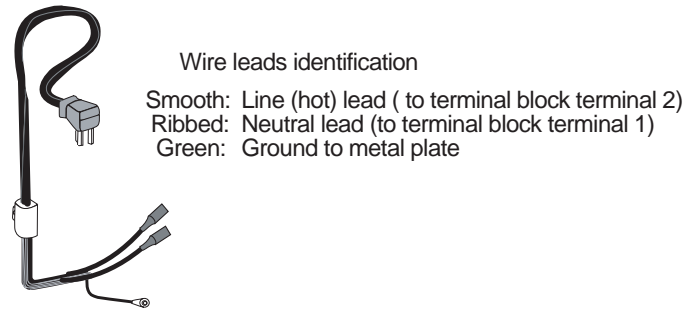 Wire leads identification
Smooth: Line (hot) lead ( to terminal block terminal 2)
Ribbed: Neutral lead (to terminal block terminal 1)
Green: Ground to metal plate